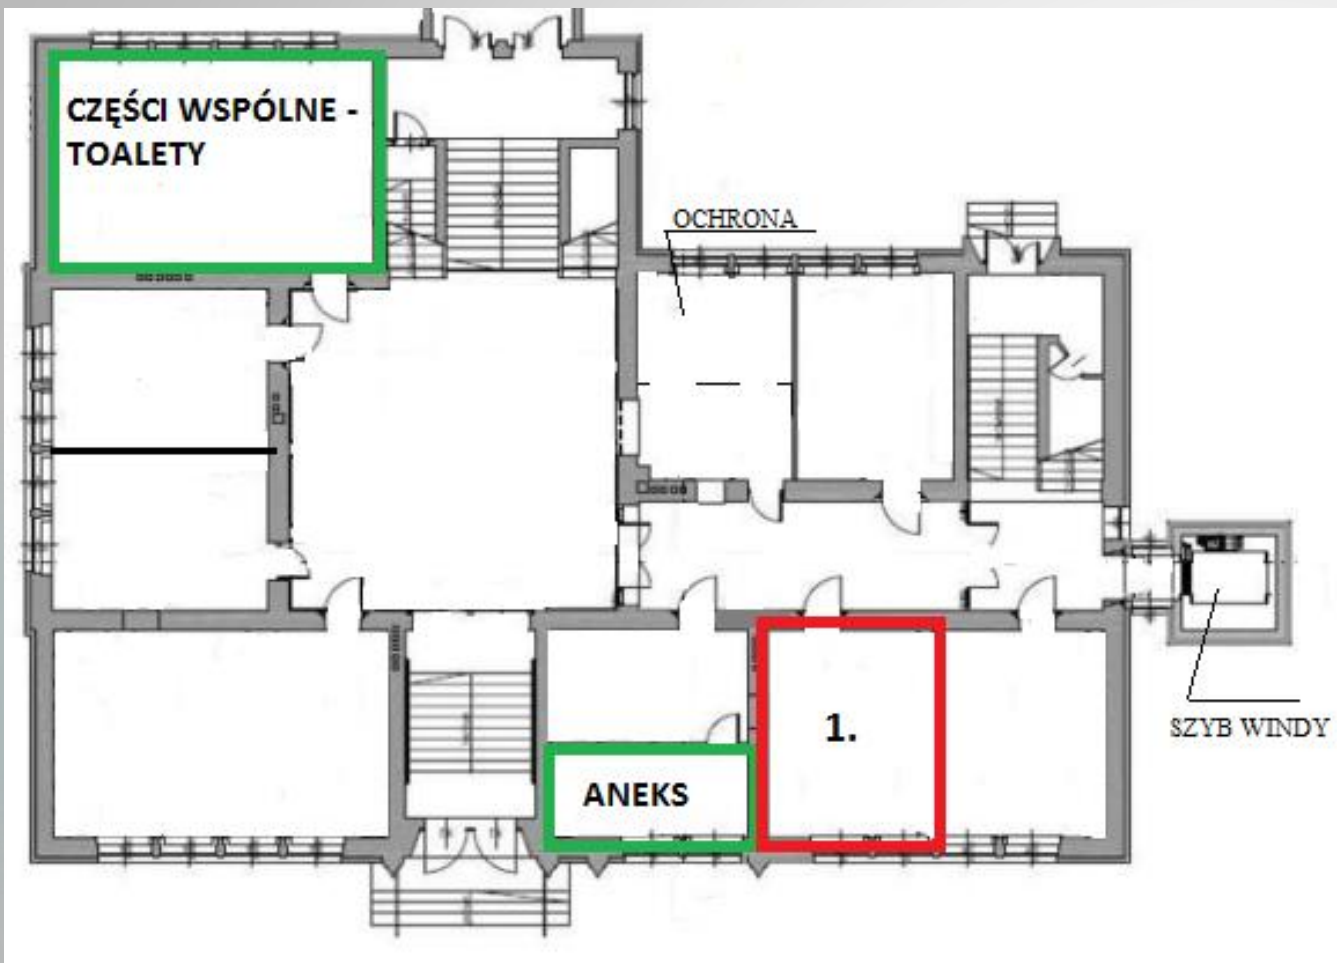 CZĘŚCI WSPÓLNE -
TOALETY
OCHRONA
1.
ANEKS
SZYB WINDY